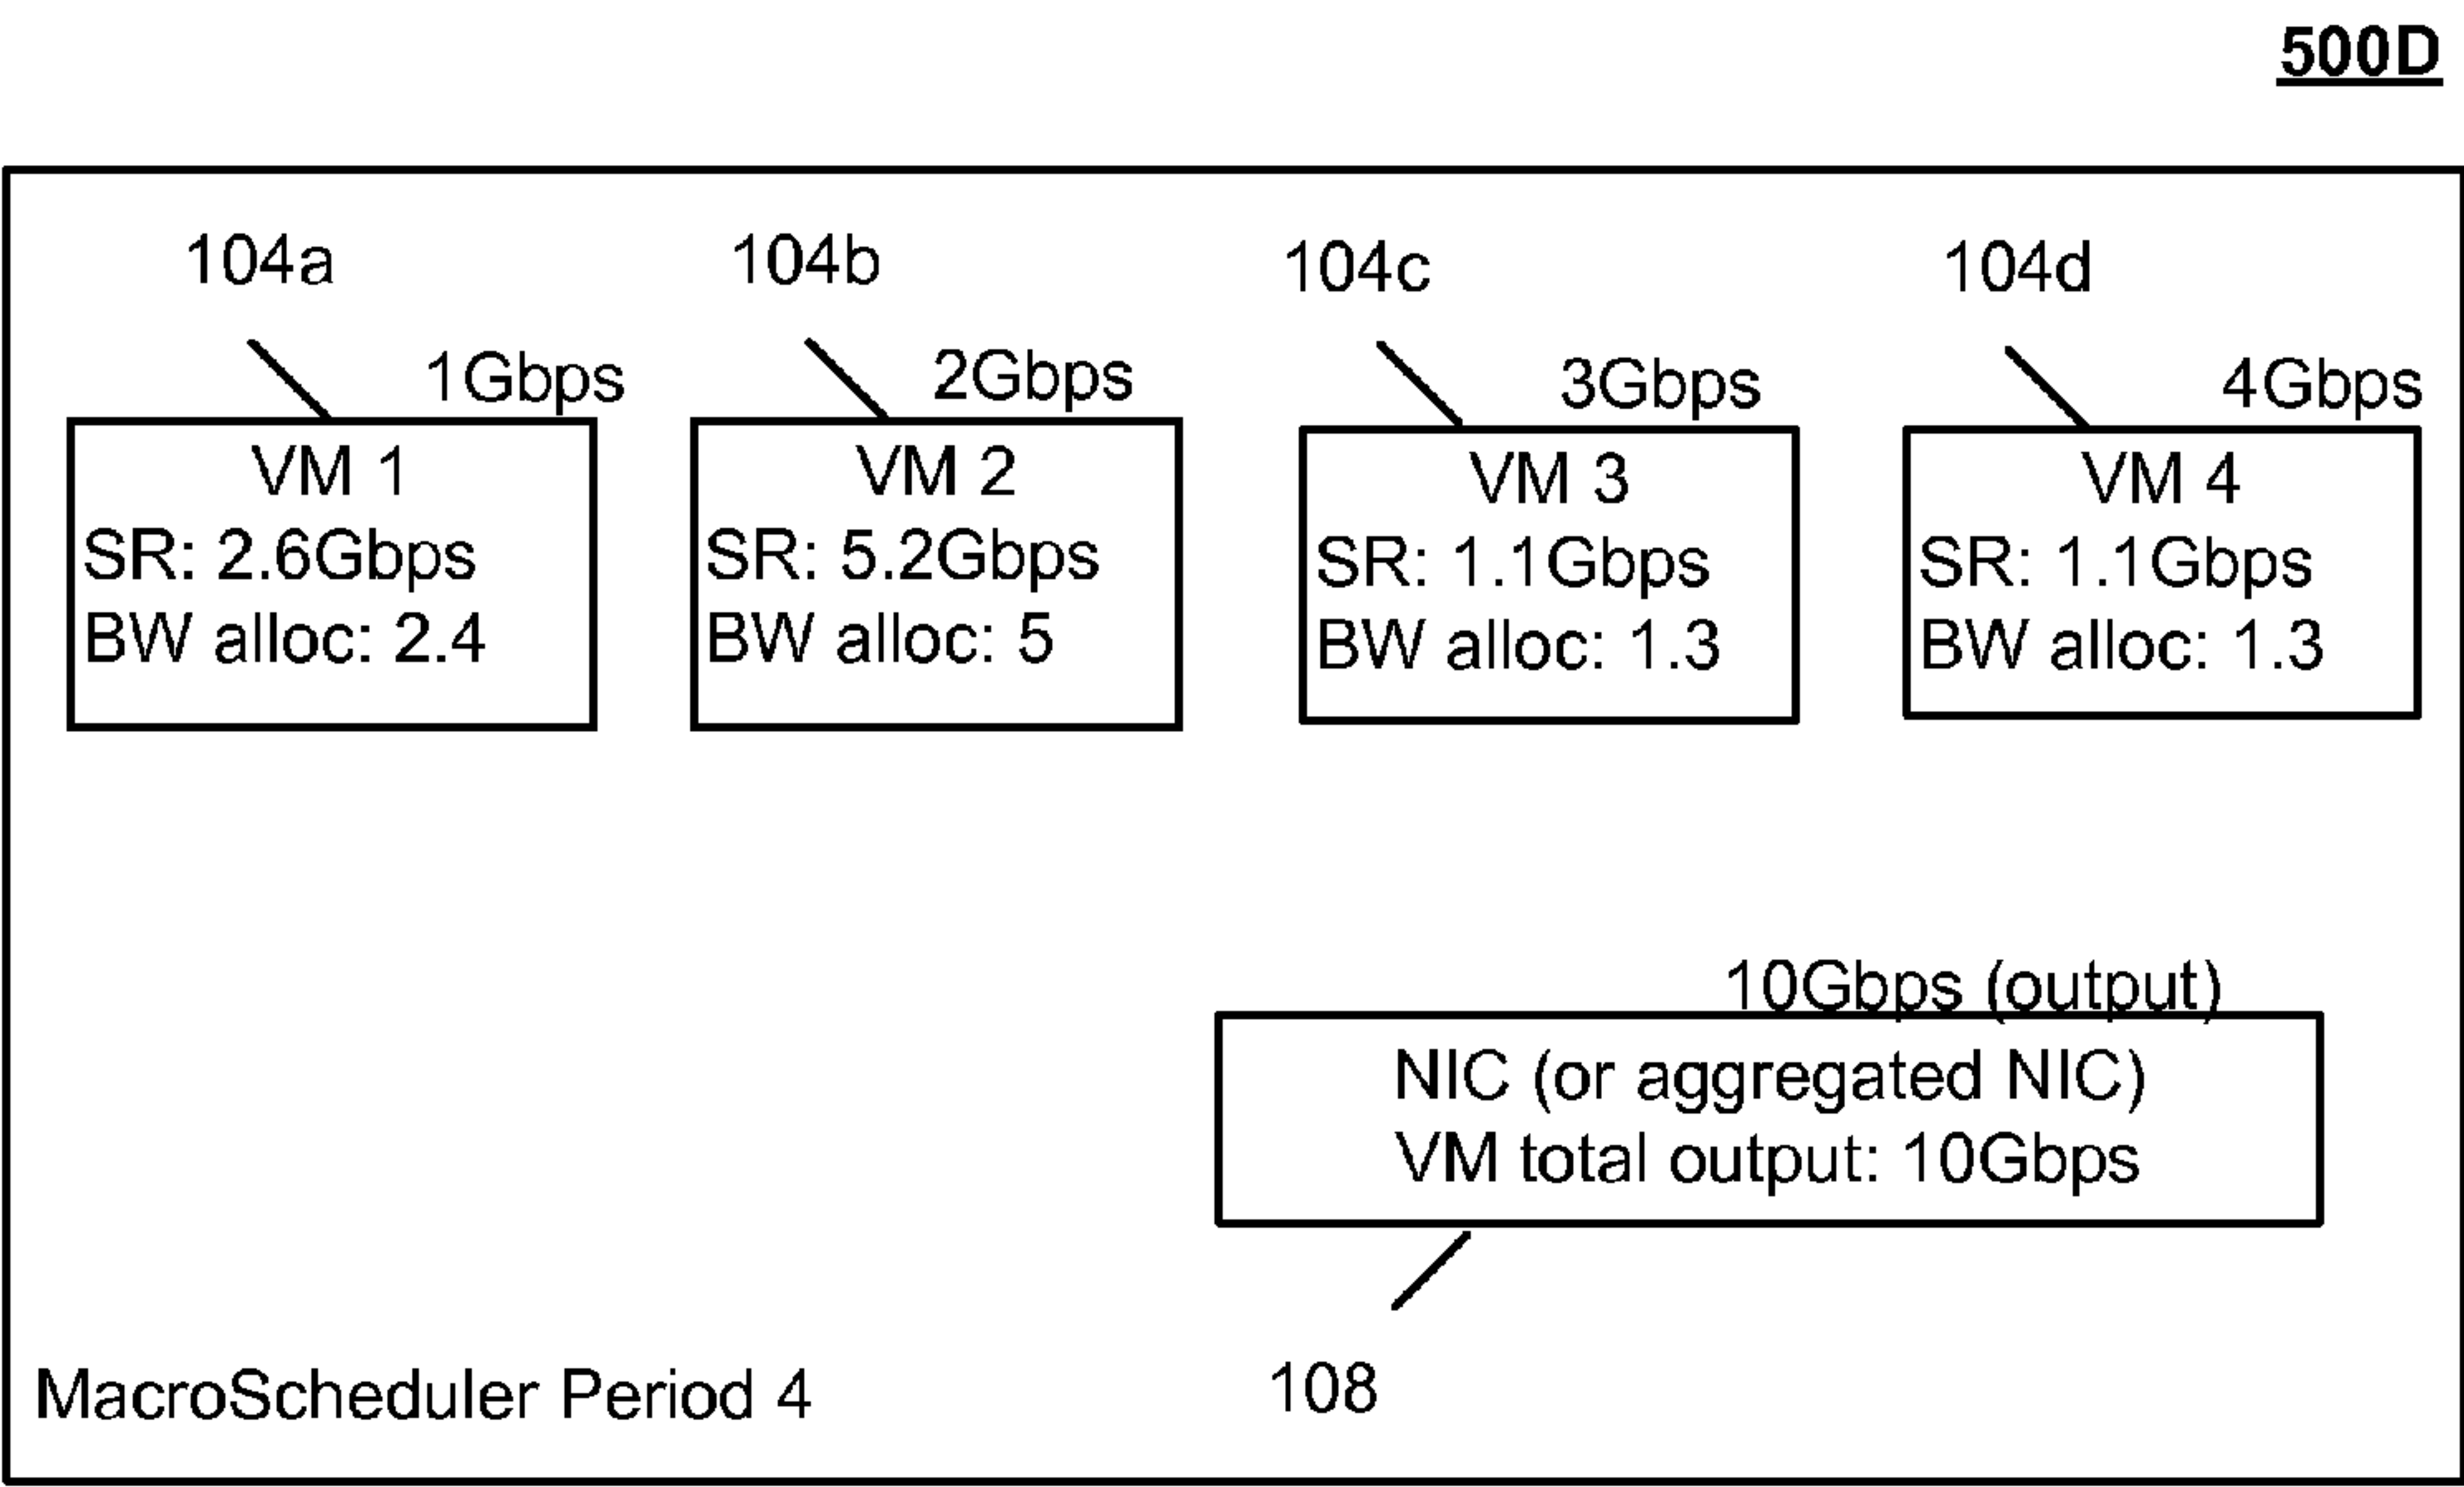 500D
104a
104b
104c
104d
1Gbps
2Gbps
3Gbps
4Gbps
VM 1
SR: 2.6Gbps
BW alloc: 2.4
VM 2
SR: 5.2Gbps
BW alloc: 5
VM 3
SR: 1.1Gbps
BW alloc: 1.3
VM 4
SR: 1.1Gbps
BW alloc: 1.3
10Gbps (output)
NIC (or aggregated NIC)
VM total output: 10Gbps
108
MacroScheduler Period 4